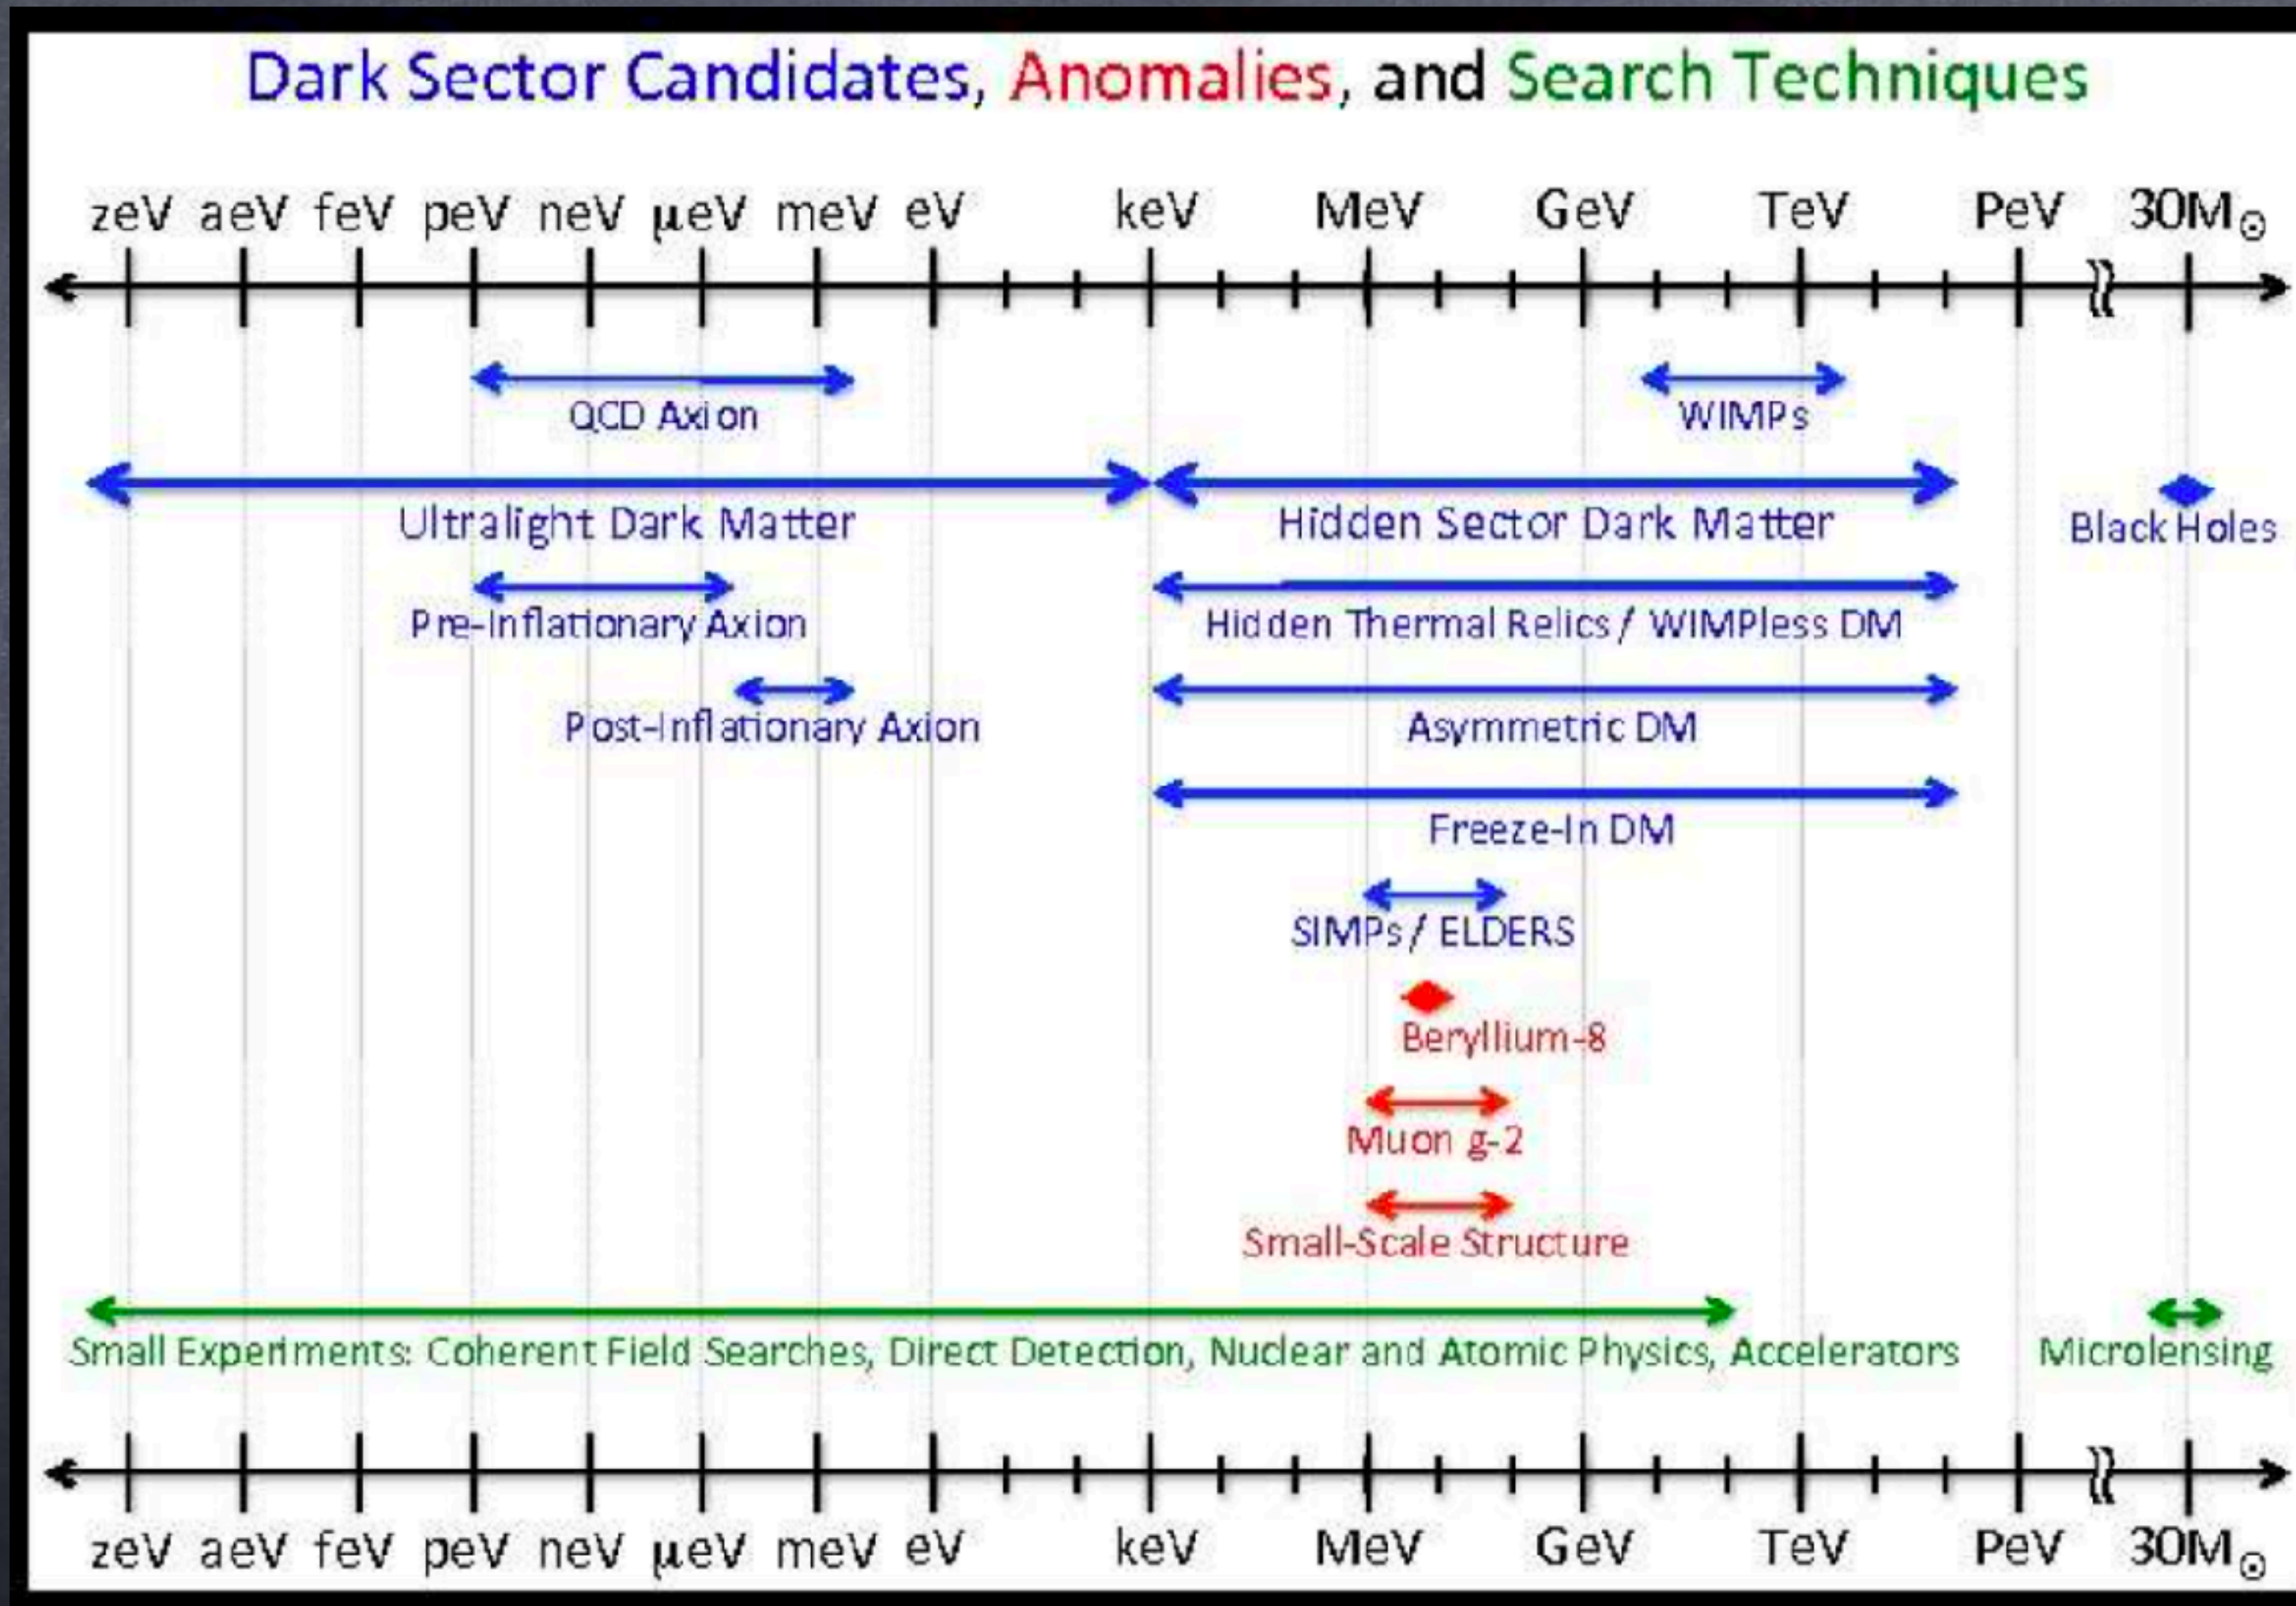 Dark Sector Candidates, Anomalies, and Search Techniques
zeV aeV feV peV neV μeV meV eV keV MeV GeV TeV PeV 30M☉
QCD Axion WIMPs
Ultralight Dark Matter Hidden Sector Dark Matter Black Holes
Pre-Inflationary Axion Hidden Thermal Relics / WIMPless DM
Post-Inflationary Axion Asymmetric DM
Freeze-In DM
SIMPs / ELDERS
Beryllium-8
Muon g-2
Small-Scale Structure
Small Experiments: Coherent Field Searches, Direct Detection, Nuclear and Atomic Physics, Accelerators Microlensing
zeV aeV feV peV neV μeV meV eV keV MeV GeV TeV PeV 30M☉